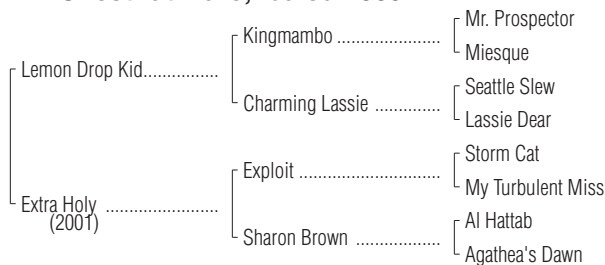 Kingmambo
Mr. Prospector
Miesque
Lemon Drop Kid
Charming Lassie
Seattle Slew
Lassie Dear
Exploit
Storm Cat
My Turbulent Miss
Extra Holy
(2001)
Sharon Brown
Al Hattab
Agathea's Dawn